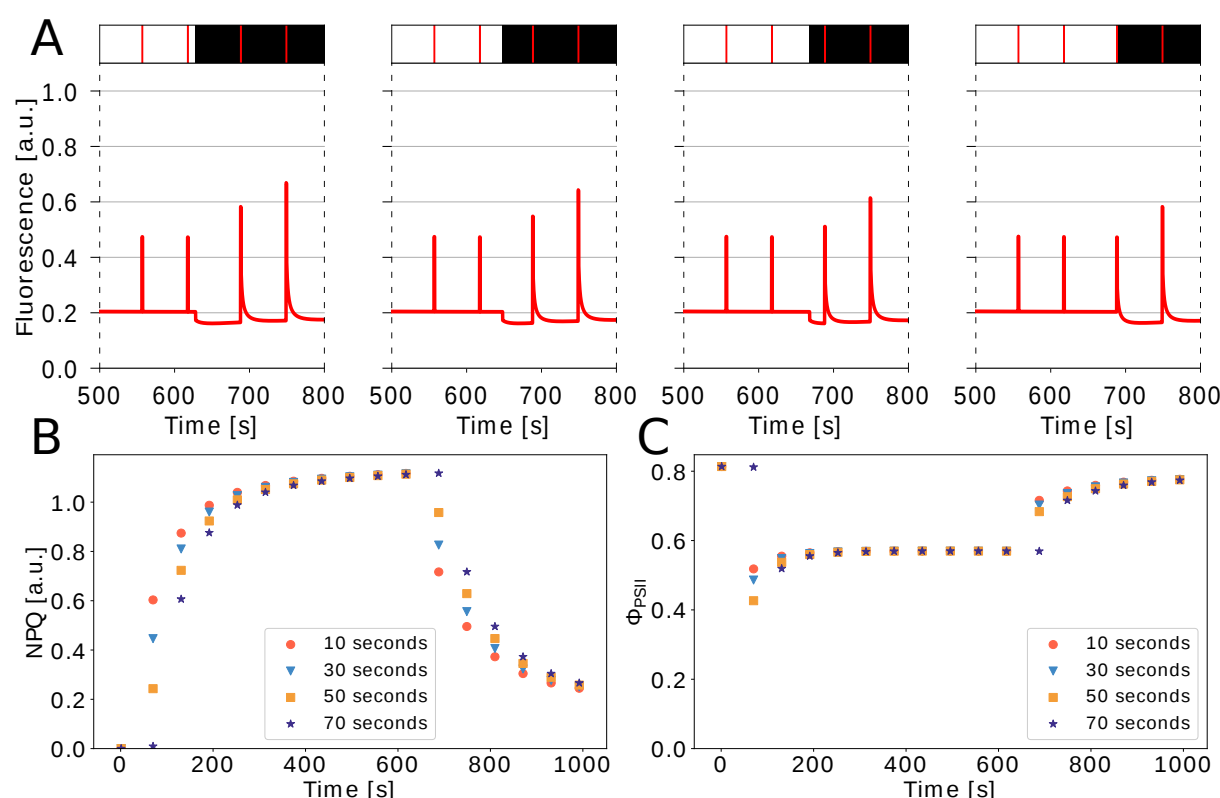 A
Fluorescence [a.u.]
1.0
0.8
0.6
0.4
0.2
0.0
500 600 700 800 500 600 700 800 500 600 700 800 500 600 700 800
Time [s] Time [s] Time [s] Time [s]
B
NPQ [a.u.]
1.0
0.8
0.6
0.4
0.2
0.0
10 seconds
30 seconds
50 seconds
70 seconds
0 200 400 600 800 1000
Time [s]
C
ΦPSII
0.8
0.6
0.4
0.2
0.0
10 seconds
30 seconds
50 seconds
70 seconds
0 200 400 600 800 1000
Time [s]